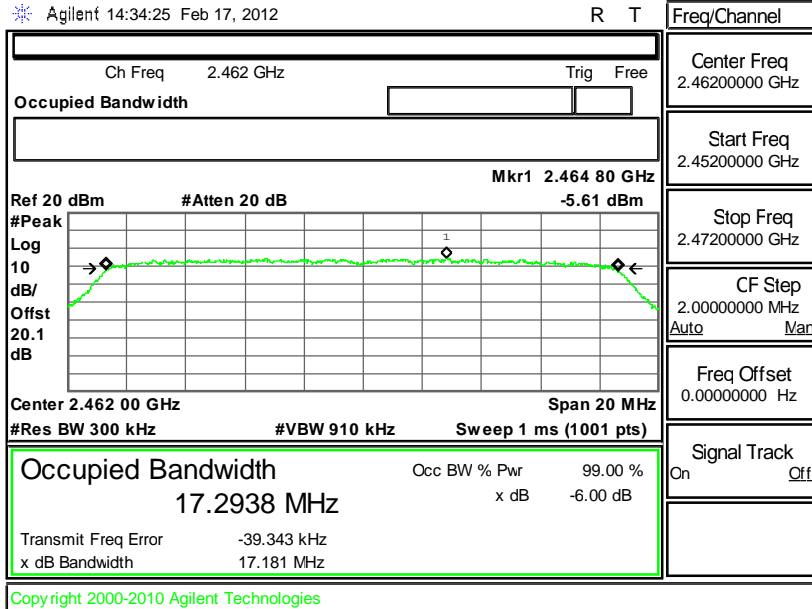 Agilent 14:34:25 Feb 17, 2012 R T
Freq/Channel
Ch Freq 2.462 GHz Trig Free
Occupied Bandwidth
Center Freq
2.46200000 GHz
Start Freq
2.45200000 GHz
Stop Freq
2.47200000 GHz
CF Step
2.00000000 MHz
Auto Man
Freq Offset
0.00000000 Hz
Signal Track
On Off
Mkr1 2.464 80 GHz
Ref 20 dBm #Atten 20 dB -5.61 dBm
#Peak
Log
10
dB/
Offst
20.1
dB
1
Center 2.462 00 GHz Span 20 MHz
#Res BW 300 kHz #VBW 910 kHz Sweep 1 ms (1001 pts)
Occupied Bandwidth
17.2938 MHz
Occ BW % Pwr 99.00 %
x dB -6.00 dB
Transmit Freq Error -39.343 kHz
x dB Bandwidth 17.181 MHz
Copyright 2000-2010 Agilent Technologies